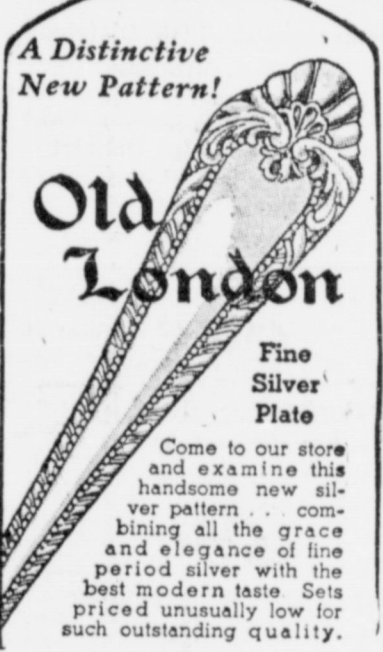 A Distinctive
New Pattern!
Old
London
Fine
Silver
Plate
Come to our store
and examine this
handsome new sil-
ver pattern . . . com-
bining all the grace
and elegance of fine
period silver with the
best modern taste. Sets
priced unusually low for
such outstanding quality.